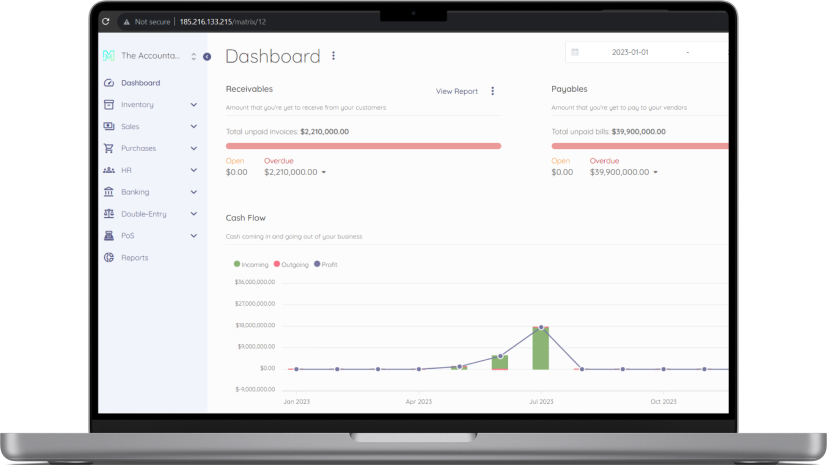 Not secure | 185.216.133.215/matrix/12
The Accounta...
Dashboard
Inventory
Sales
Purchases
HR
Banking
Double-Entry
PoS
Reports
Dashboard
2023-01-01 -
Receivables
View Report
Amount that you're yet to receive from your customers
Total unpaid invoices: $2,210,000.00
Open Overdue
$0.00 $2,210,000.00
Payables
Amount that you're yet to pay to your vendors
Total unpaid bills: $39,900,000.00
Open Overdue
$0.00 $39,900,000.00
Cash Flow
Cash coming in and going out of your business
Incoming Outgoing Profit
$36,000,000.00
$27,000,000.00
$18,000,000.00
$9,000,000.00
$0.00
$-9,000,000.00
Jan 2023 Apr 2023 Jul 2023 Oct 2023